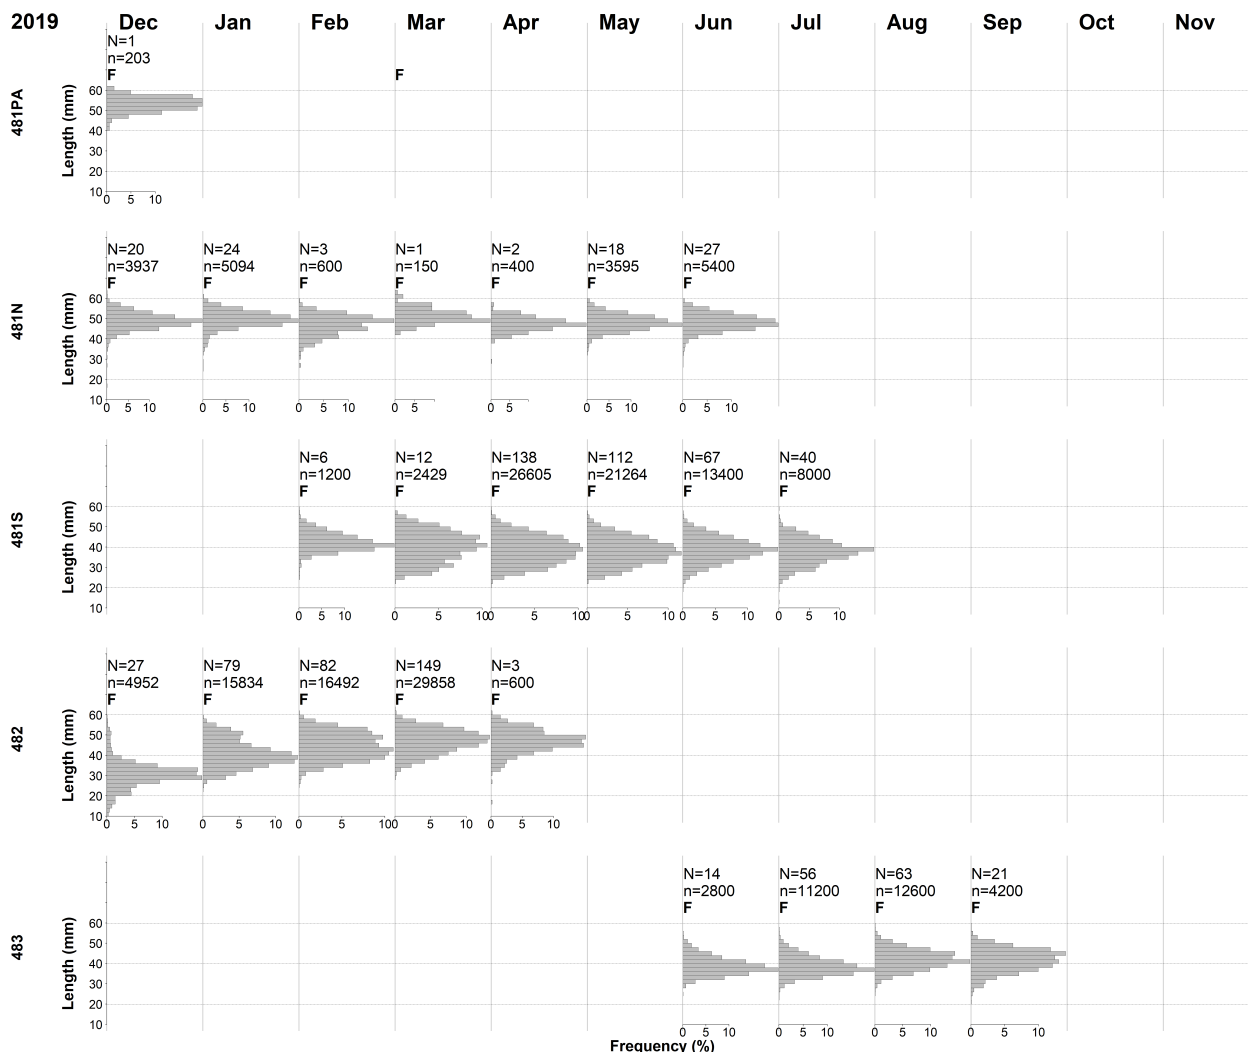 2019 Dec Jan Feb Mar Apr May Jun Jul Aug Sep Oct Nov
N=1
n=203
F F
481PA
Length (mm)
60
50
40
30
20
10
0 5 10
N=20 N=24 N=3 N=1 N=2 N=18 N=27
n=3937 n=5094 n=600 n=150 n=400 n=3595 n=5400
F F F F F F F
481N
Length (mm)
60
50
40
30
20
10
0 5 10 0 5 10 0 5 10 0 5 0 5 0 5 10 0 5 10
N=6 N=12 N=138 N=112 N=67 N=40
n=1200 n=2429 n=26605 n=21264 n=13400 n=8000
F F F F F F
481S
Length (mm)
60
50
40
30
20
10
0 5 10 0 5 10 0 5 10 0 5 10 0 5 10 0 5 10
N=27 N=79 N=82 N=149 N=3
n=4952 n=15834 n=16492 n=29858 n=600
F F F F F
482
Length (mm)
60
50
40
30
20
10
0 5 10 0 5 10 0 5 10 0 5 10 0 5 10
N=14 N=56 N=63 N=21
n=2800 n=11200 n=12600 n=4200
F F F F
483
Length (mm)
60
50
40
30
20
10
0 5 10 0 5 10 0 5 10 0 5 10
Frequency (%)